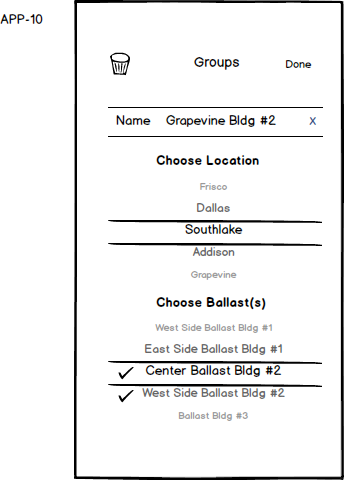 APP-10
Groups
Done
Name Grapevine Bldg #2 X
Choose Location
Frisco
Dallas
Southlake
Addison
Grapevine
Choose Ballast(s)
West Side Ballast Bldg #1
East Side Ballast Bldg #1
Center Ballast Bldg #2
West Side Ballast Bldg #2
Ballast Bldg #3